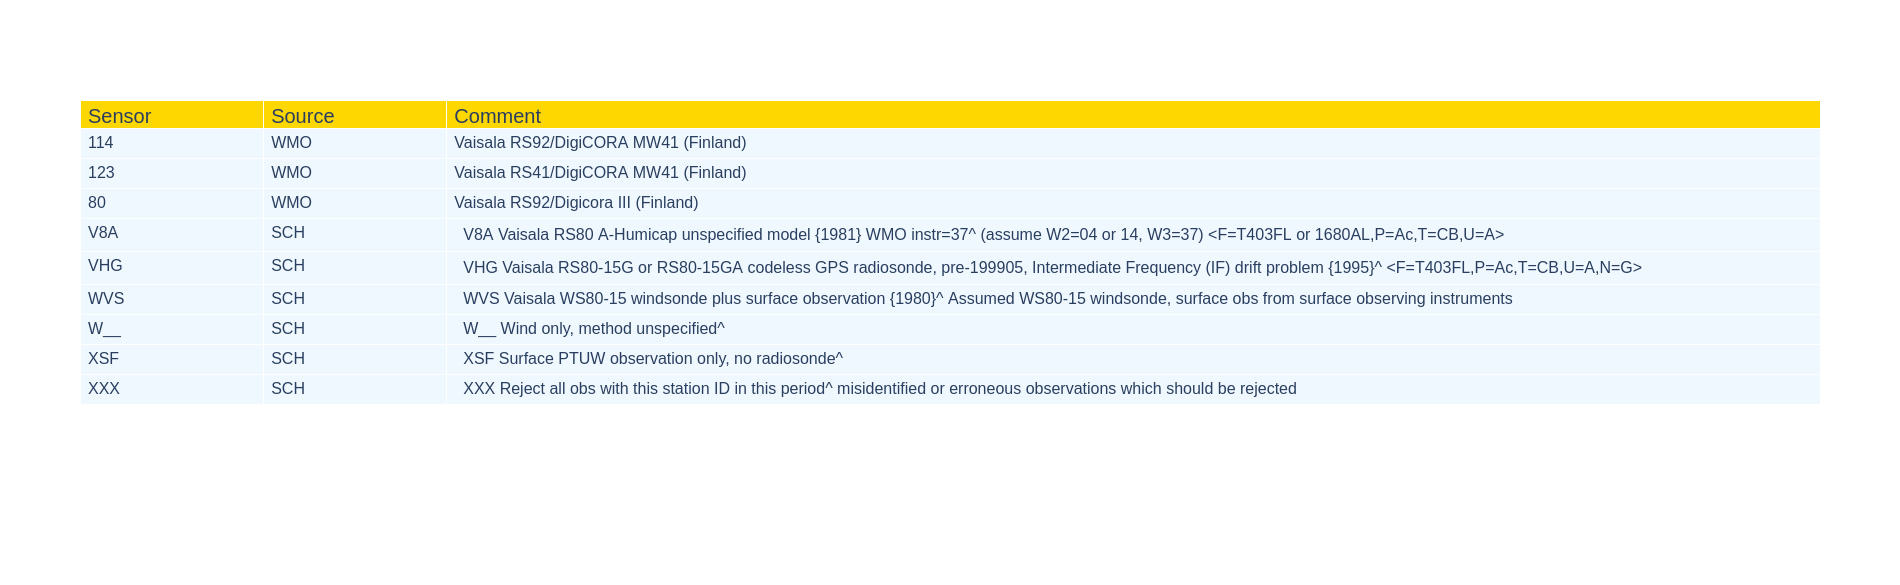 Sensor Source Comment
114 WMO Vaisala RS92/DigiCORA MW41 (Finland)
123 WMO Vaisala RS41/DigiCORA MW41 (Finland)
80 WMO Vaisala RS92/Digicora III (Finland)
V8A SCH V8A Vaisala RS80 A-Humicap unspecified model {1981} WMO instr=37^ (assume W2=04 or 14, W3=37) <F=T403FL or 1680AL,P=Ac,T=CB,U=A>
VHG SCH VHG Vaisala RS80-15G or RS80-15GA codeless GPS radiosonde, pre-199905, Intermediate Frequency (IF) drift problem {1995}^ <F=T403FL,P=Ac,T=CB,U=A,N=G>
WVS SCH WVS Vaisala WS80-15 windsonde plus surface observation {1980}^ Assumed WS80-15 windsonde, surface obs from surface observing instruments
W__ SCH W__ Wind only, method unspecified^
XSF SCH XSF Surface PTUW observation only, no radiosonde^
XXX SCH XXX Reject all obs with this station ID in this period^ misidentified or erroneous observations which should be rejected